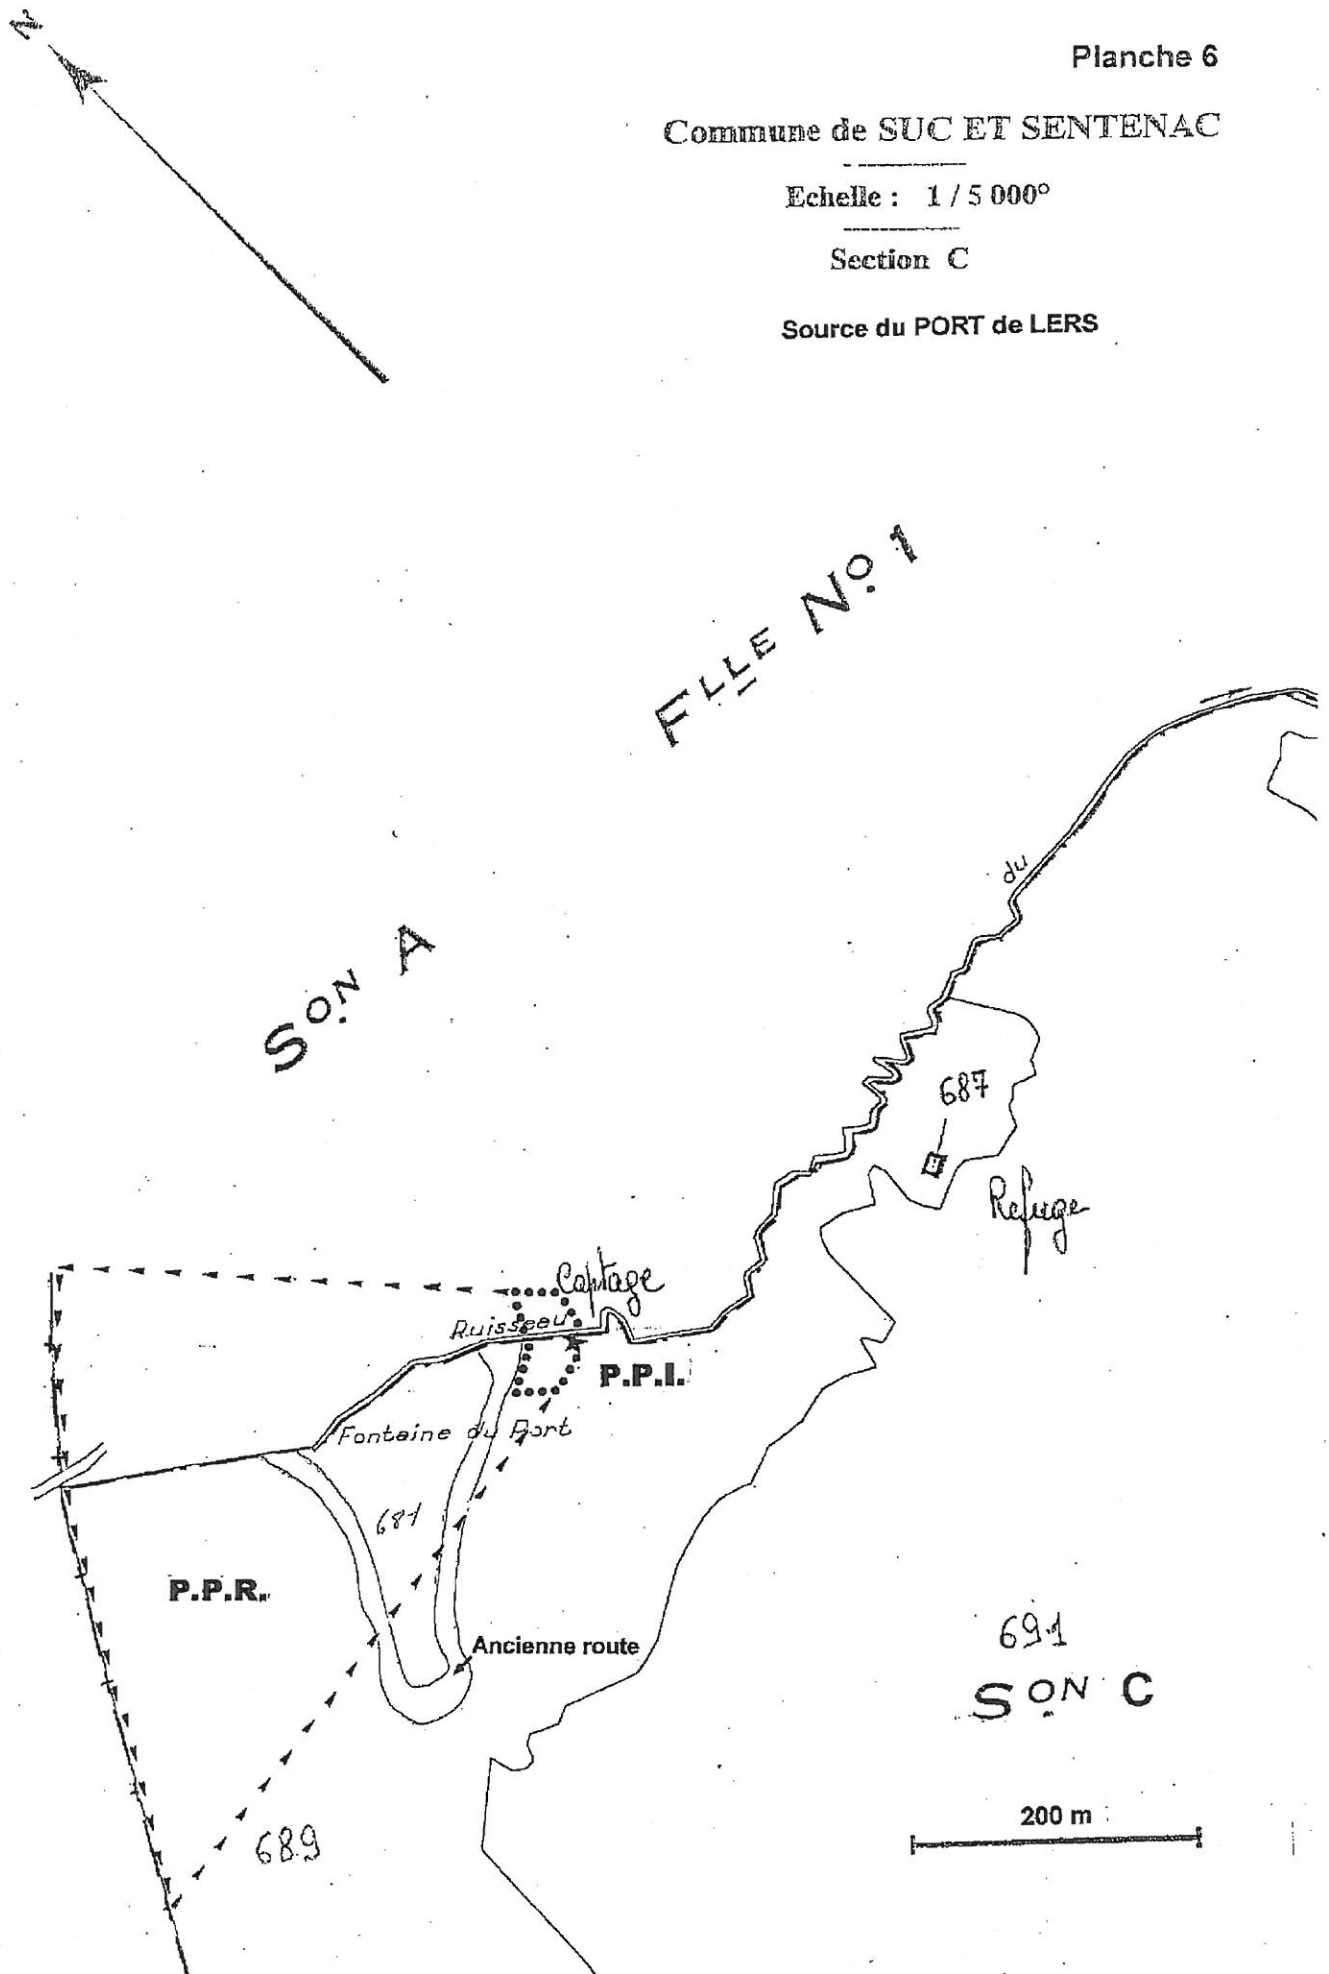 N
Planche 6
Commune de SUC ET SENTENAC
Echelle : 1 / 5 000°
Section C
Source du PORT de LERS
FLLE No. 1
SON. A
du
687
Refuge
Captage
Ruisseau
P.P.I.
Fontaine du Port
681
P.P.R.
Ancienne route
691
SON. C
689
200 m